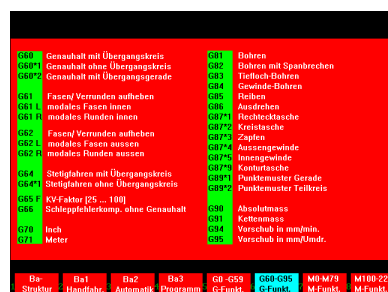 G60 Genauhalt mit Übergangskreis
G60*1 Genauhalt ohne Übergangskreis
G60*2 Genauhalt mit Übergangsgerade
G61 Fasen/ Verrunden aufheben
G61 L modales Fasen innen
G61 R modales Runden innen
G62 Fasen/ Verrunden aufheben
G62 L modales Fasen aussen
G62 R modales Runden aussen
G64 Stetigfahren mit Übergangskreis
G64*1 Stetigfahren ohne Übergangskreis
G65 F KV-Faktor [25 ... 100]
G66 Schleppfehlerkomp. ohne Genauhalt
G70 Inch
G71 Meter
G81 Bohren
G82 Bohren mit Spanbrechen
G83 Tiefloch-Bohren
G84 Gewinde-Bohren
G85 Reiben
G86 Ausdrehen
G87*1 Rechtecktasche
G87*2 Kreistasche
G87*3 Zapfen
G87*4 Aussengewinde
G87*5 Innengewinde
G87*9 Konturtasche
G89*1 Punktemuster Gerade
G89*2 Punktemuster Teilkreis
G90 Absolutmass
G91 Kettenmass
G94 Vorschub in mm/min.
G95 Vorschub in mm/Umdr.
Ba- Ba1 Ba2 Ba3 G0-G59 G60-G95 M0-M79 M100-22
Struktur Handfahr. Automatik Programm G-Funkt. G-Funkt. M-Funkt. M-Funkt.